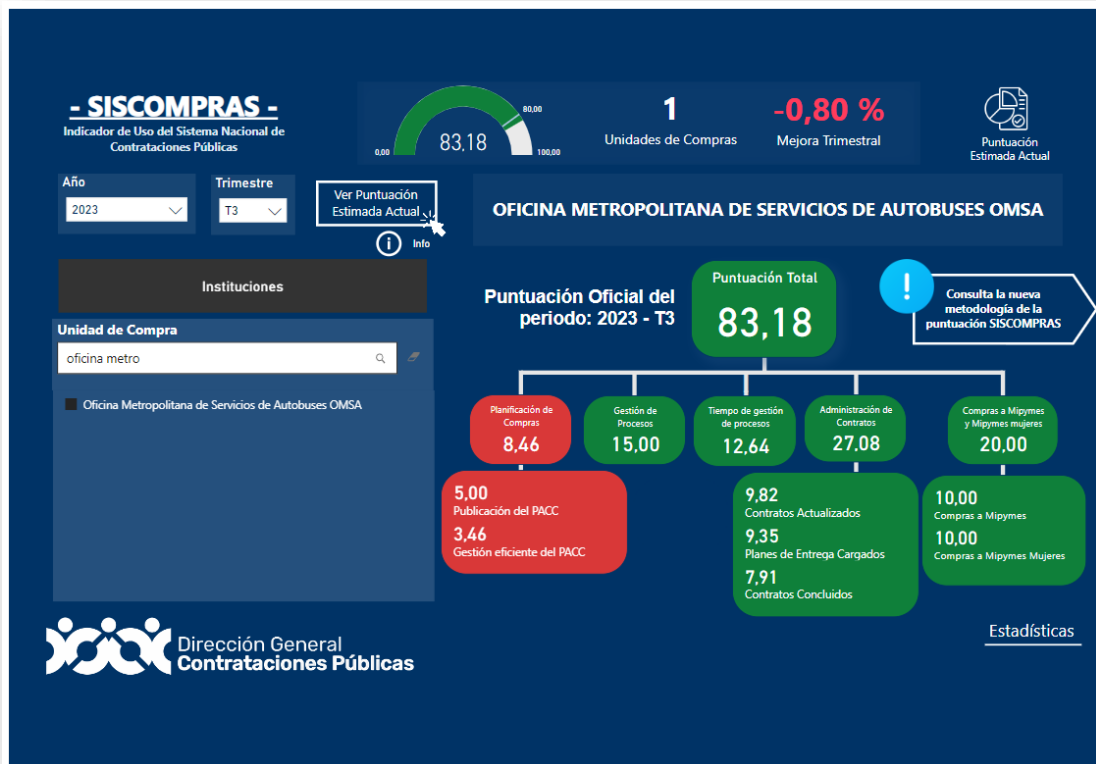 - SISCOMPRAS -
Indicador de Uso del Sistema Nacional de
Contrataciones Públicas
0,00
83,18
80,00
100,00
1
Unidades de Compras
-0,80 %
Mejora Trimestral
Puntuación
Estimada Actual
Año
2023
Trimestre
T3
Ver Puntuación
Estimada Actual
i
Info
OFICINA METROPOLITANA DE SERVICIOS DE AUTOBUSES OMSA
Instituciones
Unidad de Compra
oficina metro
Oficina Metropolitana de Servicios de Autobuses OMSA
Puntuación Oficial del
periodo: 2023 - T3
Puntuación Total
83,18
!
Consulta la nueva
metodología de la
puntuación SISCOMPRAS
Planificación de
Compras
8,46
Gestión de
Procesos
15,00
Tiempo de gestión
de procesos
12,64
Administración de
Contratos
27,08
Compras a Mipymes
y Mipymes mujeres
20,00
5,00
Publicación del PACC
3,46
Gestión eficiente del PACC
9,82
Contratos Actualizados
9,35
Planes de Entrega Cargados
7,91
Contratos Concluidos
10,00
Compras a Mipymes
10,00
Compras a Mipymes Mujeres
Dirección General
Contrataciones Públicas
Estadísticas